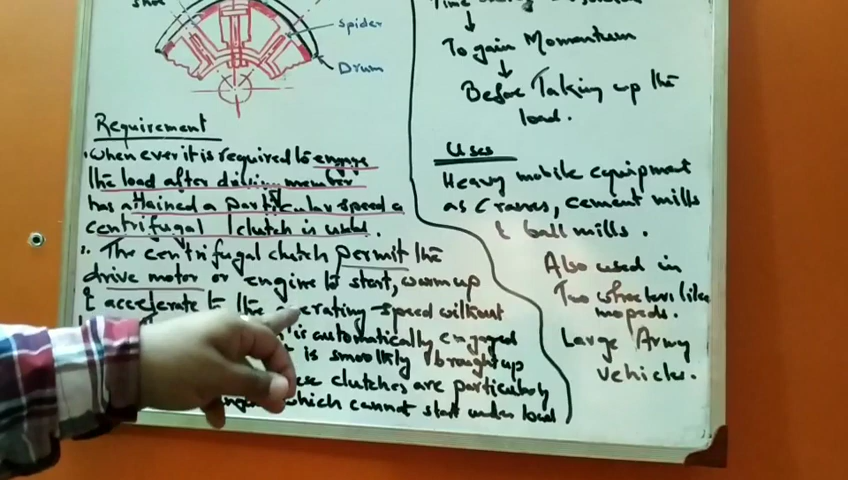 shoe
spider
Drum
Requirement
When ever it is required to engage
the load after driving member
has attained a particular speed a
centrifugal clutch is used.
The centrifugal clutch permit the
drive motor or engine to start, warm up
& accelerate to the operating speed without
is automatically engaged
is smoothly brought up
clutches are particularly
which cannot start under load
Time
To gain Momentum
Before Taking up the
load.
Uses
Heavy mobile equipment
as cranes, cement mills
& ball mills.
Also used in
Two wheelers like
mopeds.
Large Army
vehicles.